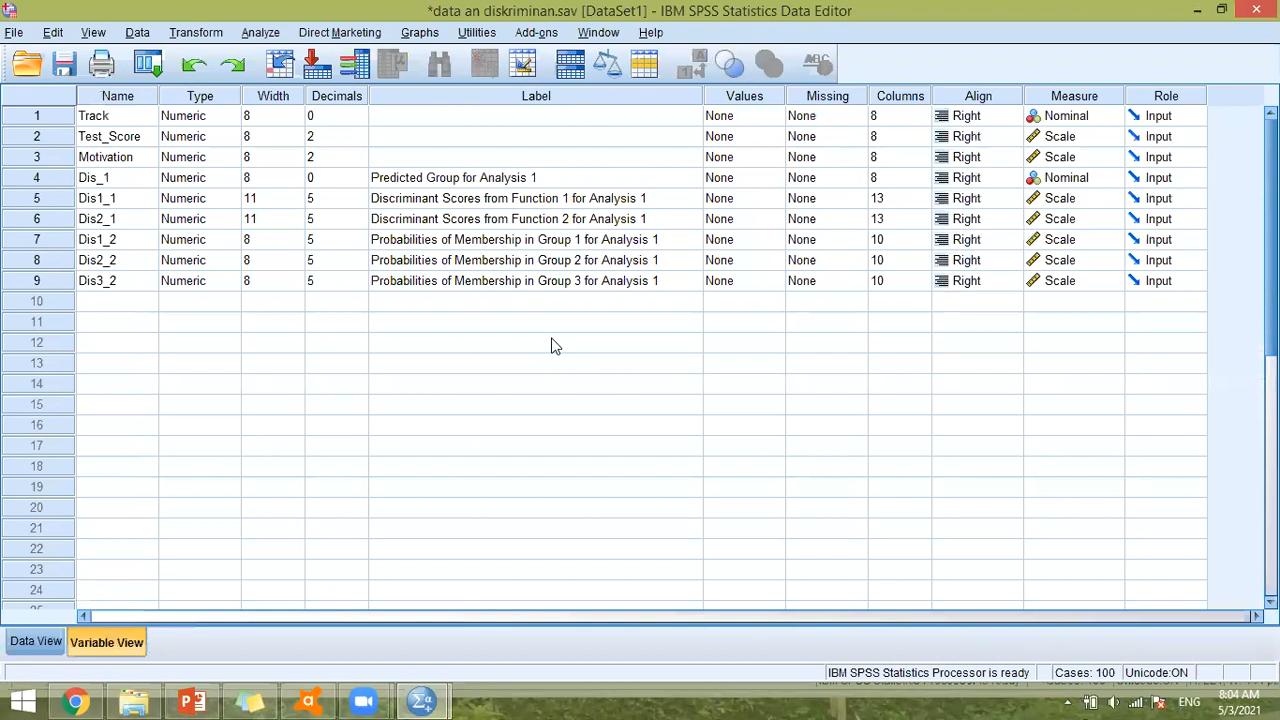 *data an diskriminan.sav [DataSet1] - IBM SPSS Statistics Data Editor
File Edit View Data Transform Analyze Direct Marketing Graphs Utilities Add-ons Window Help
Name Type Width Decimals Label Values Missing Columns Align Measure Role
1 Track Numeric 8 0 None None 8 Right Nominal Input
2 Test_Score Numeric 8 2 None None 8 Right Scale Input
3 Motivation Numeric 8 2 None None 8 Right Scale Input
4 Dis_1 Numeric 8 0 Predicted Group for Analysis 1 None None 8 Right Nominal Input
5 Dis1_1 Numeric 11 5 Discriminant Scores from Function 1 for Analysis 1 None None 13 Right Scale Input
6 Dis2_1 Numeric 11 5 Discriminant Scores from Function 2 for Analysis 1 None None 13 Right Scale Input
7 Dis1_2 Numeric 8 5 Probabilities of Membership in Group 1 for Analysis 1 None None 10 Right Scale Input
8 Dis2_2 Numeric 8 5 Probabilities of Membership in Group 2 for Analysis 1 None None 10 Right Scale Input
9 Dis3_2 Numeric 8 5 Probabilities of Membership in Group 3 for Analysis 1 None None 10 Right Scale Input
10
11
12
13
14
15
16
17
18
19
20
21
22
23
24
Data View Variable View
IBM SPSS Statistics Processor is ready Cases: 100 Unicode:ON
ENG 8:04 AM
5/3/2021